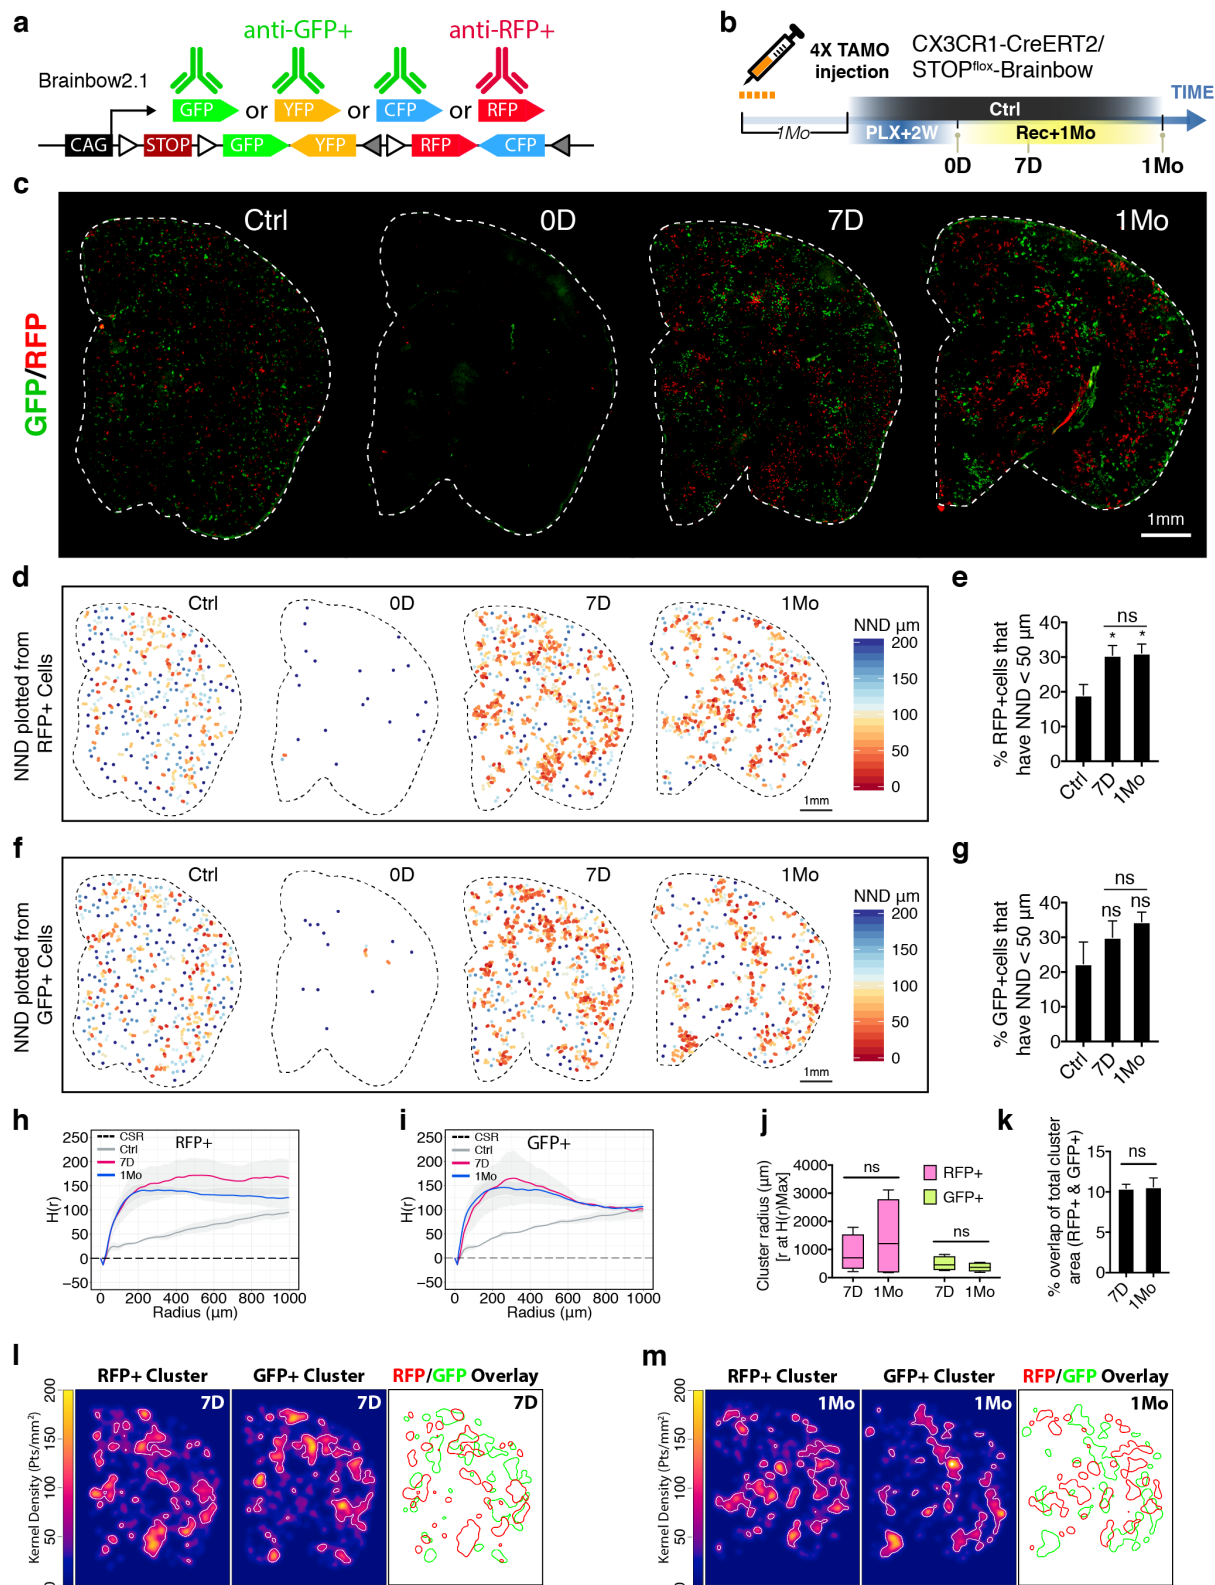 a
anti-GFP+
anti-RFP+
Brainbow2.1
GFP or YFP or CFP or RFP
CAG STOP GFP YFP RFP CFP
b
4X TAMO
injection
CX3CR1-CreERT2/
STOPflox-Brainbow
TIME
Ctrl
1Mo
PLX+2W
Rec+1Mo
0D
7D
1Mo
c
GFP/RFP
Ctrl
0D
7D
1Mo
1mm
d
NND plotted from
RFP+ Cells
Ctrl
0D
7D
1Mo
NND µm
200
150
100
50
0
1mm
e
% RFP+cells that
have NND < 50 µm
40
30
20
10
0
ns
*
*
Ctrl
7D
1Mo
f
NND plotted from
GFP+ Cells
Ctrl
0D
7D
1Mo
NND µm
200
150
100
50
0
1mm
g
% GFP+cells that
have NND < 50 µm
40
30
20
10
0
ns
ns
ns
Ctrl
7D
1Mo
h
H(r)
250
200
150
100
50
0
−50
CSR
Ctrl
7D
1Mo
RFP+
0 200 400 600 800 1000
Radius (µm)
i
H(r)
250
200
150
100
50
0
−50
CSR
Ctrl
7D
1Mo
GFP+
0 200 400 600 800 1000
Radius (µm)
j
Cluster radius (µm)
[r at H(r)Max]
4000
3000
2000
1000
0
ns
ns
RFP+
GFP+
7D 1Mo 7D 1Mo
k
% overlap of total cluster
area (RFP+ & GFP+)
15
10
5
0
ns
7D
1Mo
l
RFP+ Cluster
GFP+ Cluster
RFP/GFP Overlay
Kernel Density (Pts/mm²)
200
150
100
50
7D
7D
7D
m
RFP+ Cluster
GFP+ Cluster
RFP/GFP Overlay
Kernel Density (Pts/mm²)
200
150
100
50
1Mo
1Mo
1Mo